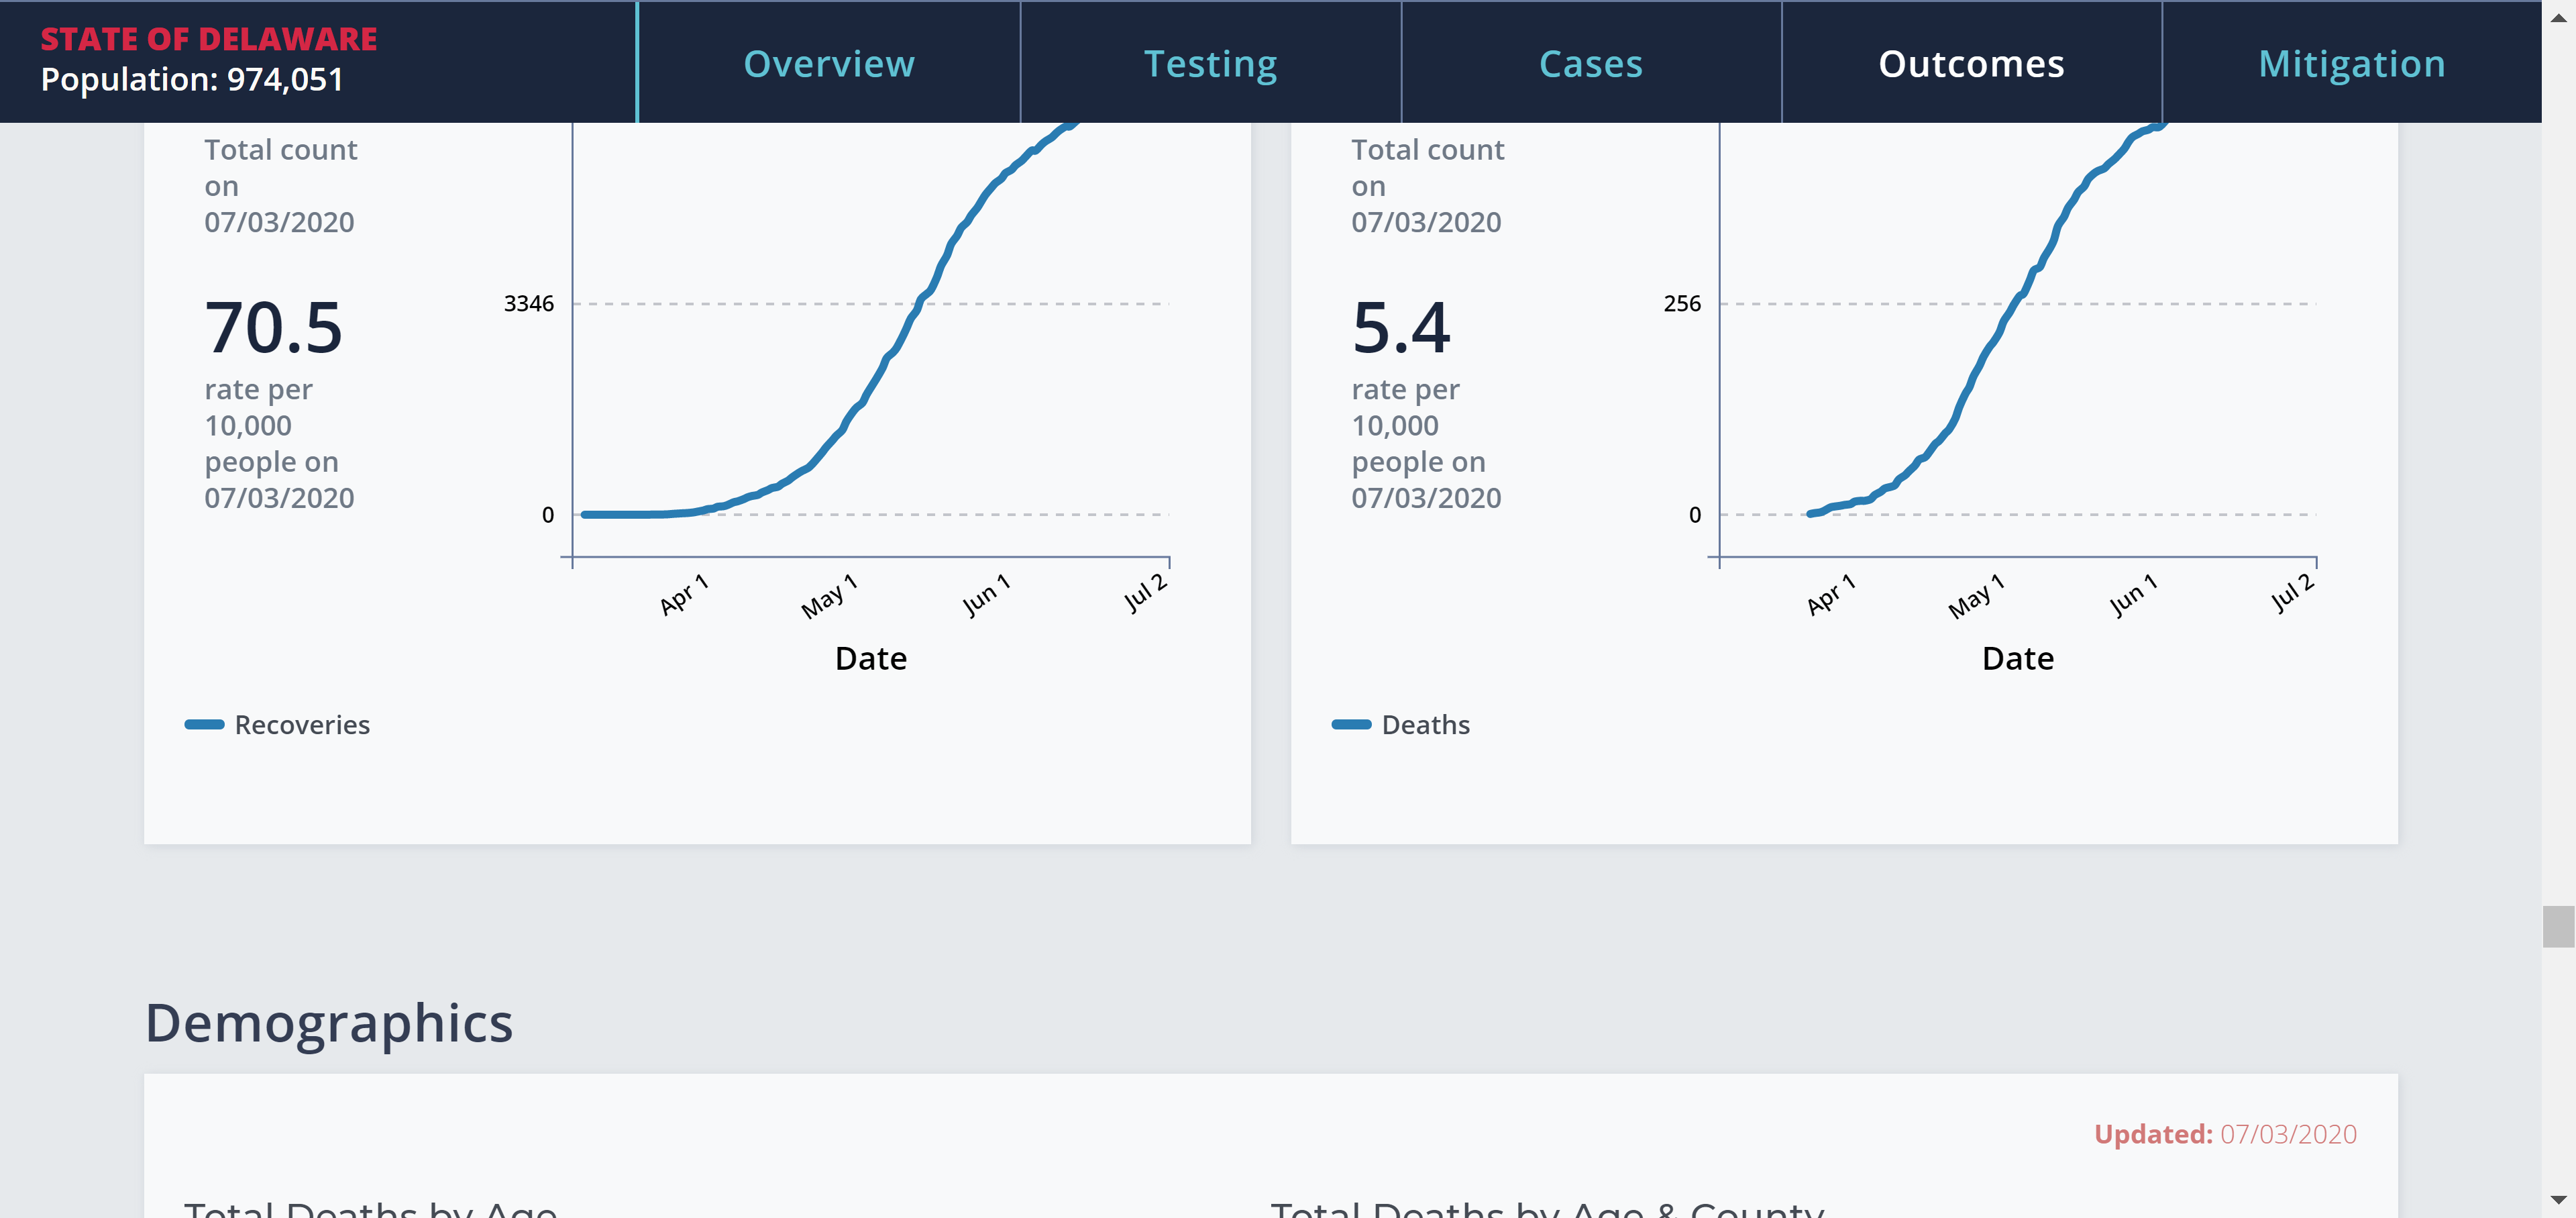 STATE OF DELAWARE
Population: 974,051
Overview
Testing
Cases
Outcomes
Mitigation
Total count
on
07/03/2020
70.5
rate per
10,000
people on
07/03/2020
3346
0
Apr 1
May 1
Jun 1
Jul 2
Date
Recoveries
Total count
on
07/03/2020
5.4
rate per
10,000
people on
07/03/2020
256
0
Apr 1
May 1
Jun 1
Jul 2
Date
Deaths
Demographics
Updated: 07/03/2020
Total Deaths by Age
Total Deaths by Age & County